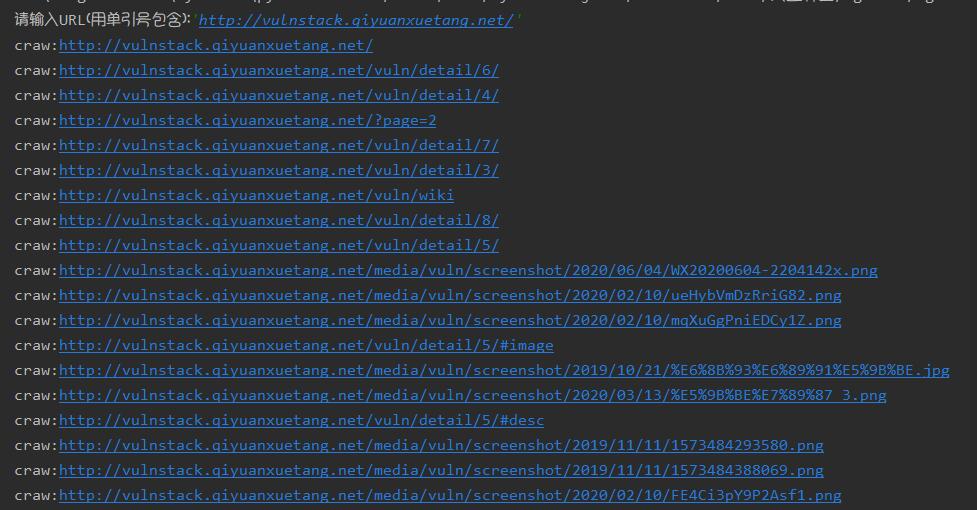 请输入URL(用单引号包含):'http://vulnstack.qiyuanxuetang.net/'
craw:http://vulnstack.qiyuanxuetang.net/
craw:http://vulnstack.qiyuanxuetang.net/vuln/detail/6/
craw:http://vulnstack.qiyuanxuetang.net/vuln/detail/4/
craw:http://vulnstack.qiyuanxuetang.net/?page=2
craw:http://vulnstack.qiyuanxuetang.net/vuln/detail/7/
craw:http://vulnstack.qiyuanxuetang.net/vuln/detail/3/
craw:http://vulnstack.qiyuanxuetang.net/vuln/wiki
craw:http://vulnstack.qiyuanxuetang.net/vuln/detail/8/
craw:http://vulnstack.qiyuanxuetang.net/vuln/detail/5/
craw:http://vulnstack.qiyuanxuetang.net/media/vuln/screenshot/2020/06/04/WX20200604-2204142x.png
craw:http://vulnstack.qiyuanxuetang.net/media/vuln/screenshot/2020/02/10/ueHybVmDzRriG82.png
craw:http://vulnstack.qiyuanxuetang.net/media/vuln/screenshot/2020/02/10/mqXuGgPniEDCy1Z.png
craw:http://vulnstack.qiyuanxuetang.net/vuln/detail/5/#image
craw:http://vulnstack.qiyuanxuetang.net/media/vuln/screenshot/2019/10/21/%E6%8B%93%E6%89%91%E5%9B%BE.jpg
craw:http://vulnstack.qiyuanxuetang.net/media/vuln/screenshot/2020/03/13/%E5%9B%BE%E7%89%87_3.png
craw:http://vulnstack.qiyuanxuetang.net/vuln/detail/5/#desc
craw:http://vulnstack.qiyuanxuetang.net/media/vuln/screenshot/2019/11/11/1573484293580.png
craw:http://vulnstack.qiyuanxuetang.net/media/vuln/screenshot/2019/11/11/1573484388069.png
craw:http://vulnstack.qiyuanxuetang.net/media/vuln/screenshot/2020/02/10/FE4Ci3pY9P2Asf1.png